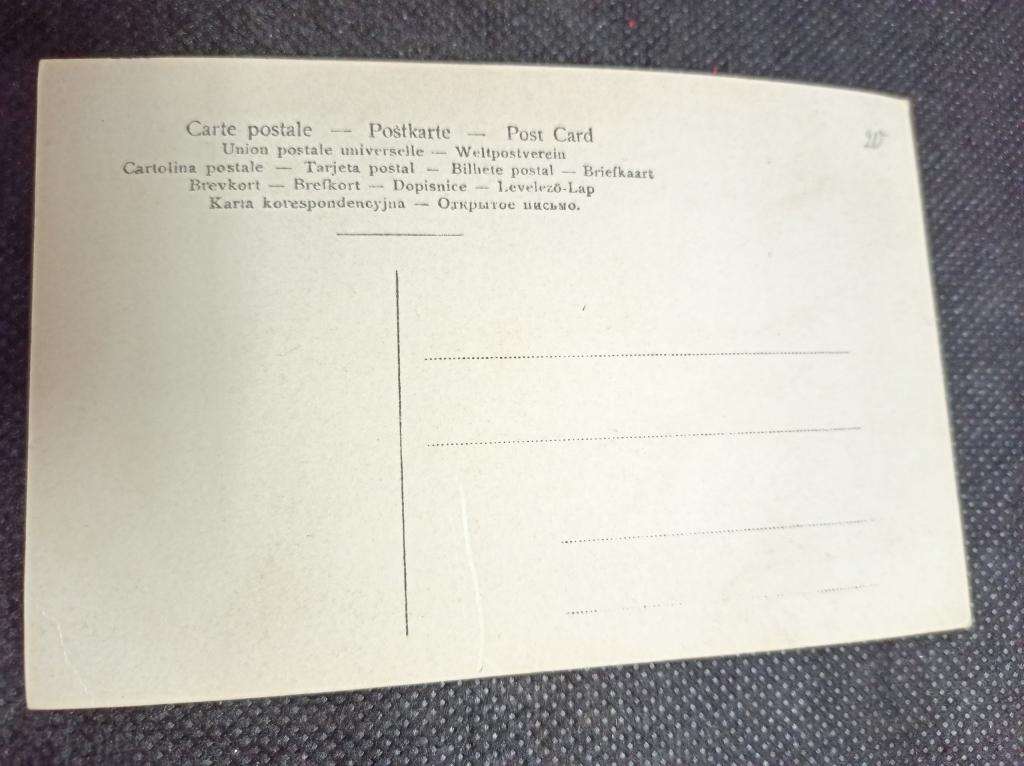 Carte postale — Postkarte — Post Card
Union postale universelle — Weltpostverein
Cartolina postale — Tarjeta postal — Bilhete postal — Briefkaart
Brevkort — Brefkort — Dopisnice — Levelező-Lap
Karta korespondencyjna — Открытое письмо.